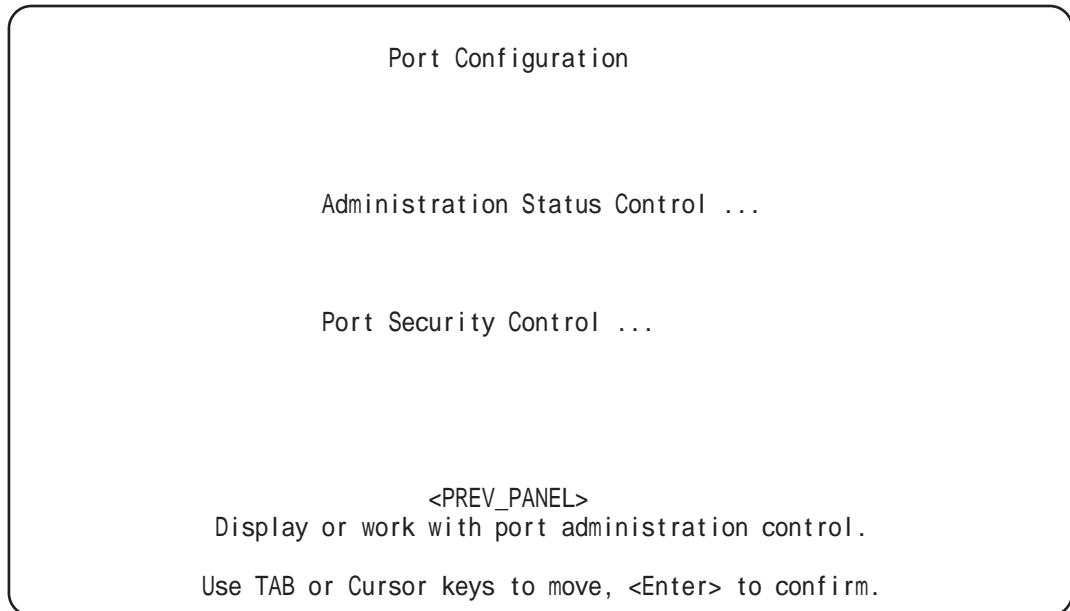 Port Configuration
Administration Status Control ...
Port Security Control ...
<PREV_PANEL>
Display or work with port administration control.
Use TAB or Cursor keys to move, <Enter> to confirm.